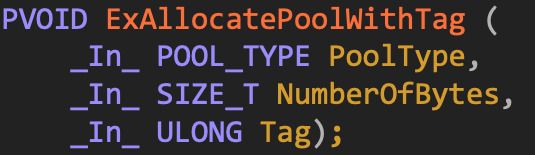 PVOID ExAllocatePoolWithTag (
    _In_ POOL_TYPE PoolType,
    _In_ SIZE_T NumberOfBytes,
    _In_ ULONG Tag);